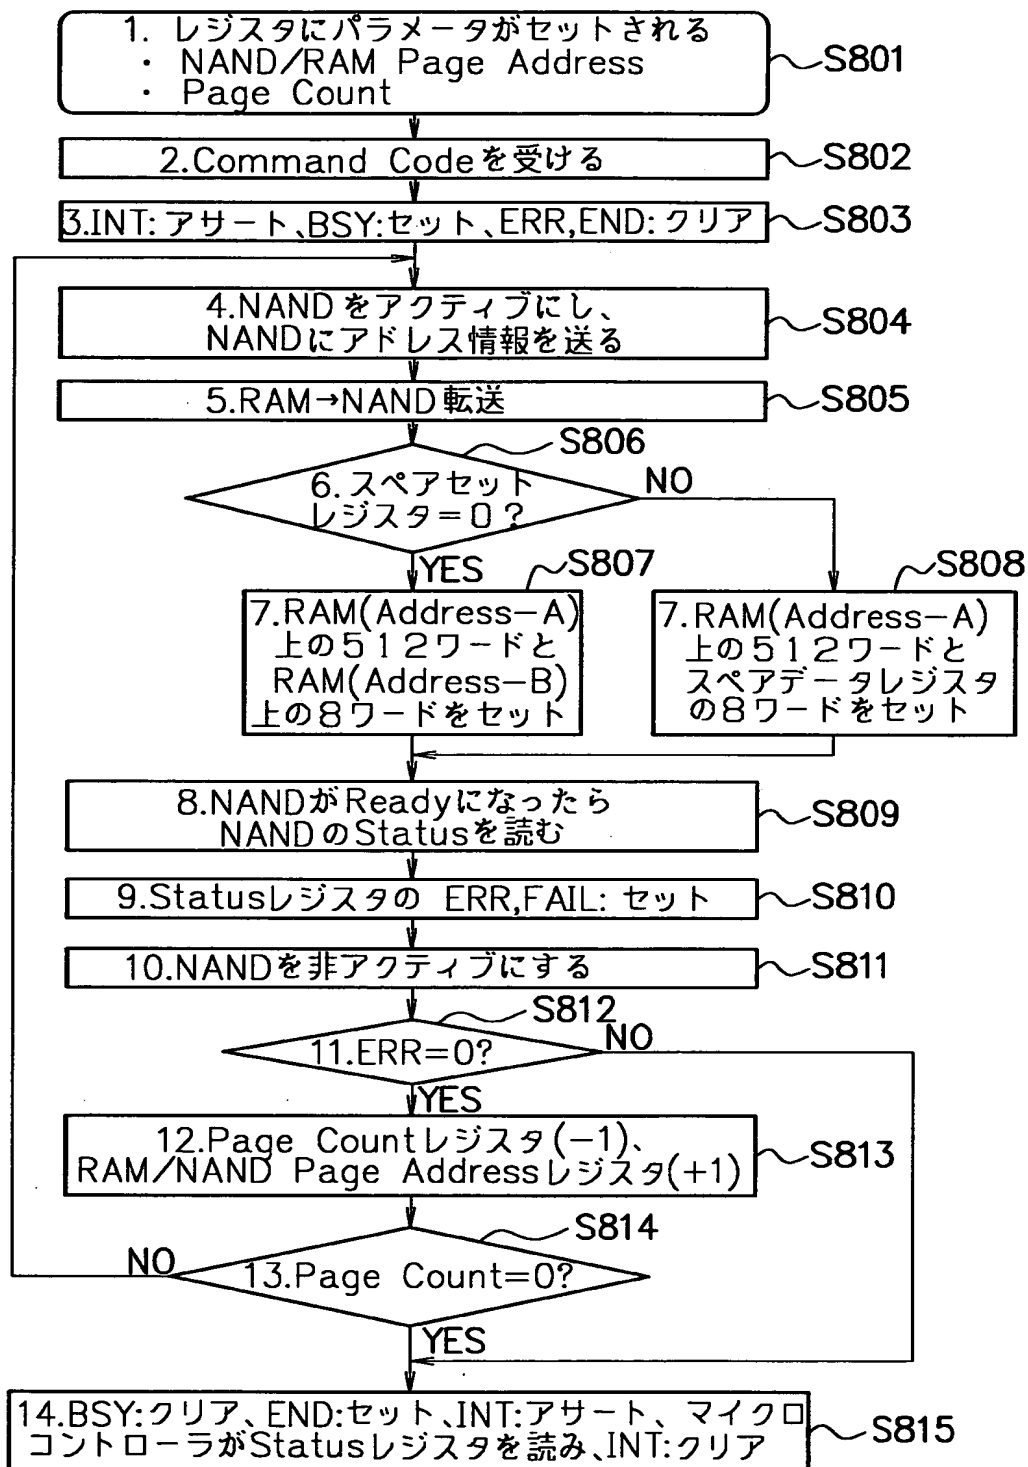 1. レジスタにパラメータがセットされる
・ NAND/RAM Page Address
・ Page Count
S801
2.Command Codeを受ける
S802
3.INT:アサート、BSY:セット、ERR,END:クリア
S803
4.NANDをアクティブにし、
NANDにアドレス情報を送る
S804
5.RAM→NAND転送
S805
S806
6.スペアセット
レジスタ=0?
NO
YES
S807
7.RAM(Address-A)
上の512ワードと
RAM(Address-B)
上の8ワードをセット
S808
7.RAM(Address-A)
上の512ワードと
スペアデータレジスタ
の8ワードをセット
8.NANDがReadyになったら
NANDのStatusを読む
S809
9.Statusレジスタの ERR,FAIL: セット
S810
10.NANDを非アクティブにする
S811
S812
11.ERR=0?
NO
YES
12.Page Countレジスタ(-1)、
RAM/NAND Page Addressレジスタ(+1)
S813
S814
NO
13.Page Count=0?
YES
14.BSY:クリア、END:セット、INT:アサート、マイクロ
コントローラがStatusレジスタを読み、INT:クリア
S815